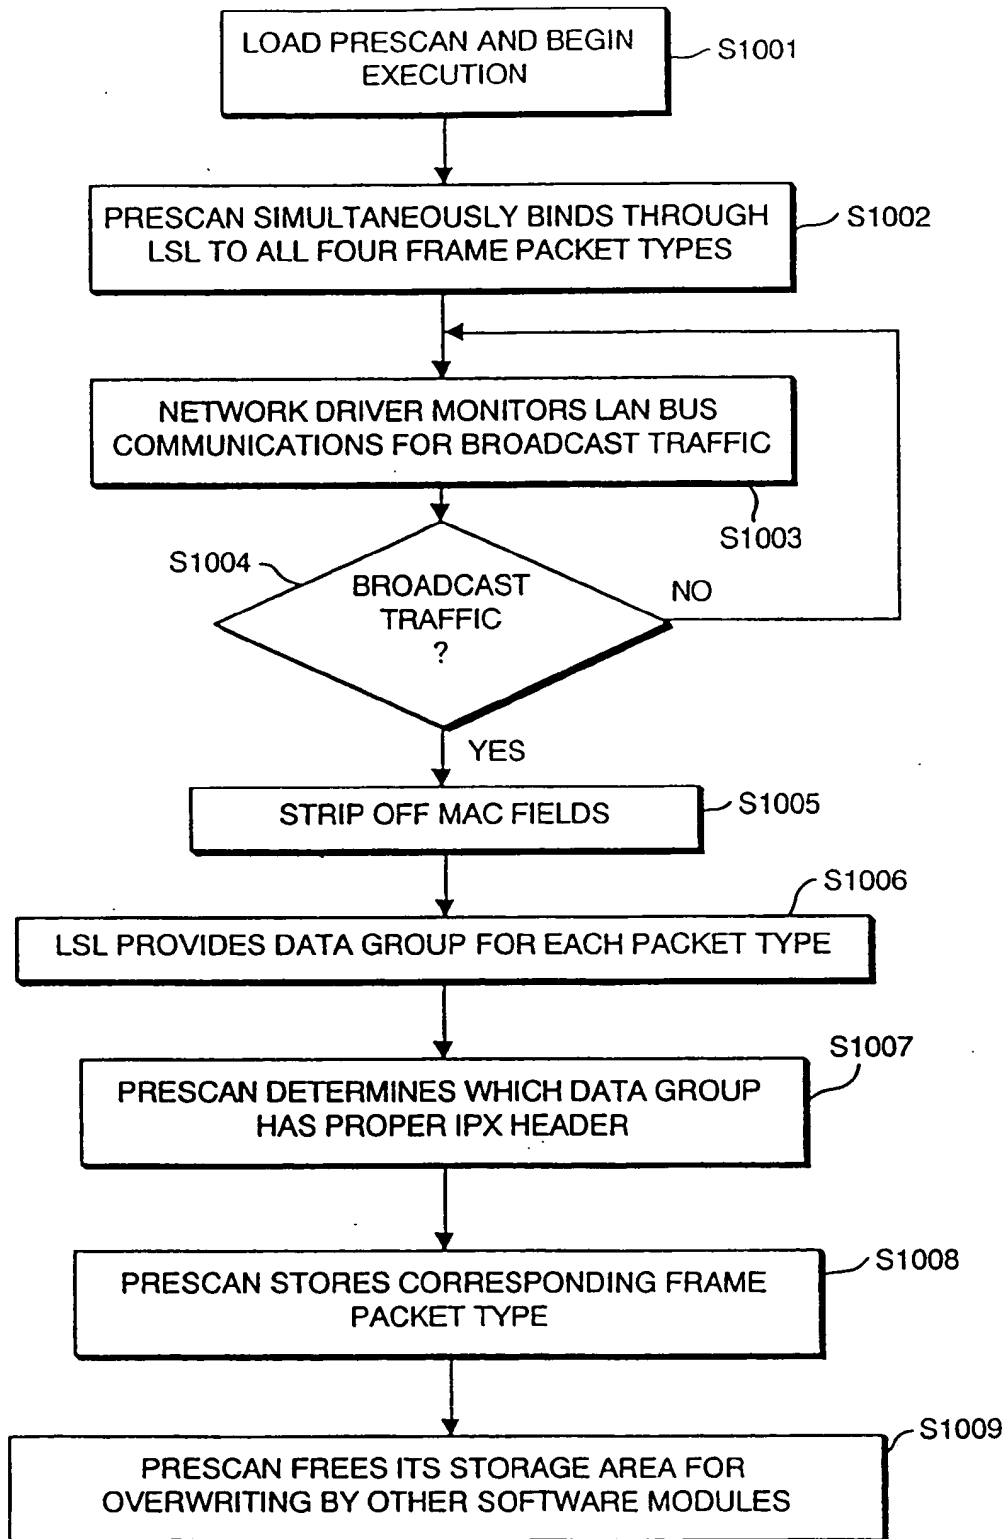 LOAD PRESCAN AND BEGIN
EXECUTION
S1001
PRESCAN SIMULTANEOUSLY BINDS THROUGH
LSL TO ALL FOUR FRAME PACKET TYPES
S1002
NETWORK DRIVER MONITORS LAN BUS
COMMUNICATIONS FOR BROADCAST TRAFFIC
S1003
S1004
BROADCAST
TRAFFIC
?
NO
YES
STRIP OFF MAC FIELDS
S1005
S1006
LSL PROVIDES DATA GROUP FOR EACH PACKET TYPE
S1007
PRESCAN DETERMINES WHICH DATA GROUP
HAS PROPER IPX HEADER
S1008
PRESCAN STORES CORRESPONDING FRAME
PACKET TYPE
S1009
PRESCAN FREES ITS STORAGE AREA FOR
OVERWRITING BY OTHER SOFTWARE MODULES